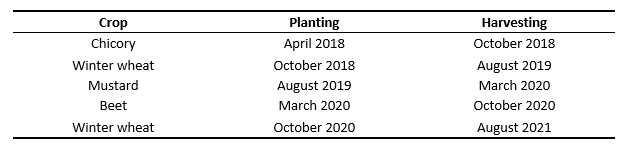 Crop Planting Harvesting
Chicory April 2018 October 2018
Winter wheat October 2018 August 2019
Mustard August 2019 March 2020
Beet March 2020 October 2020
Winter wheat October 2020 August 2021